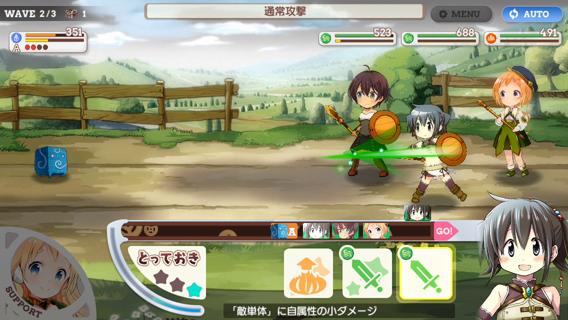 WAVE 2/3 1
通常攻撃
MENU
AUTO
351
A
523
688
491
A
GO!
とっておき
SUPPORT
「敵単体」に自属性の小ダメージ